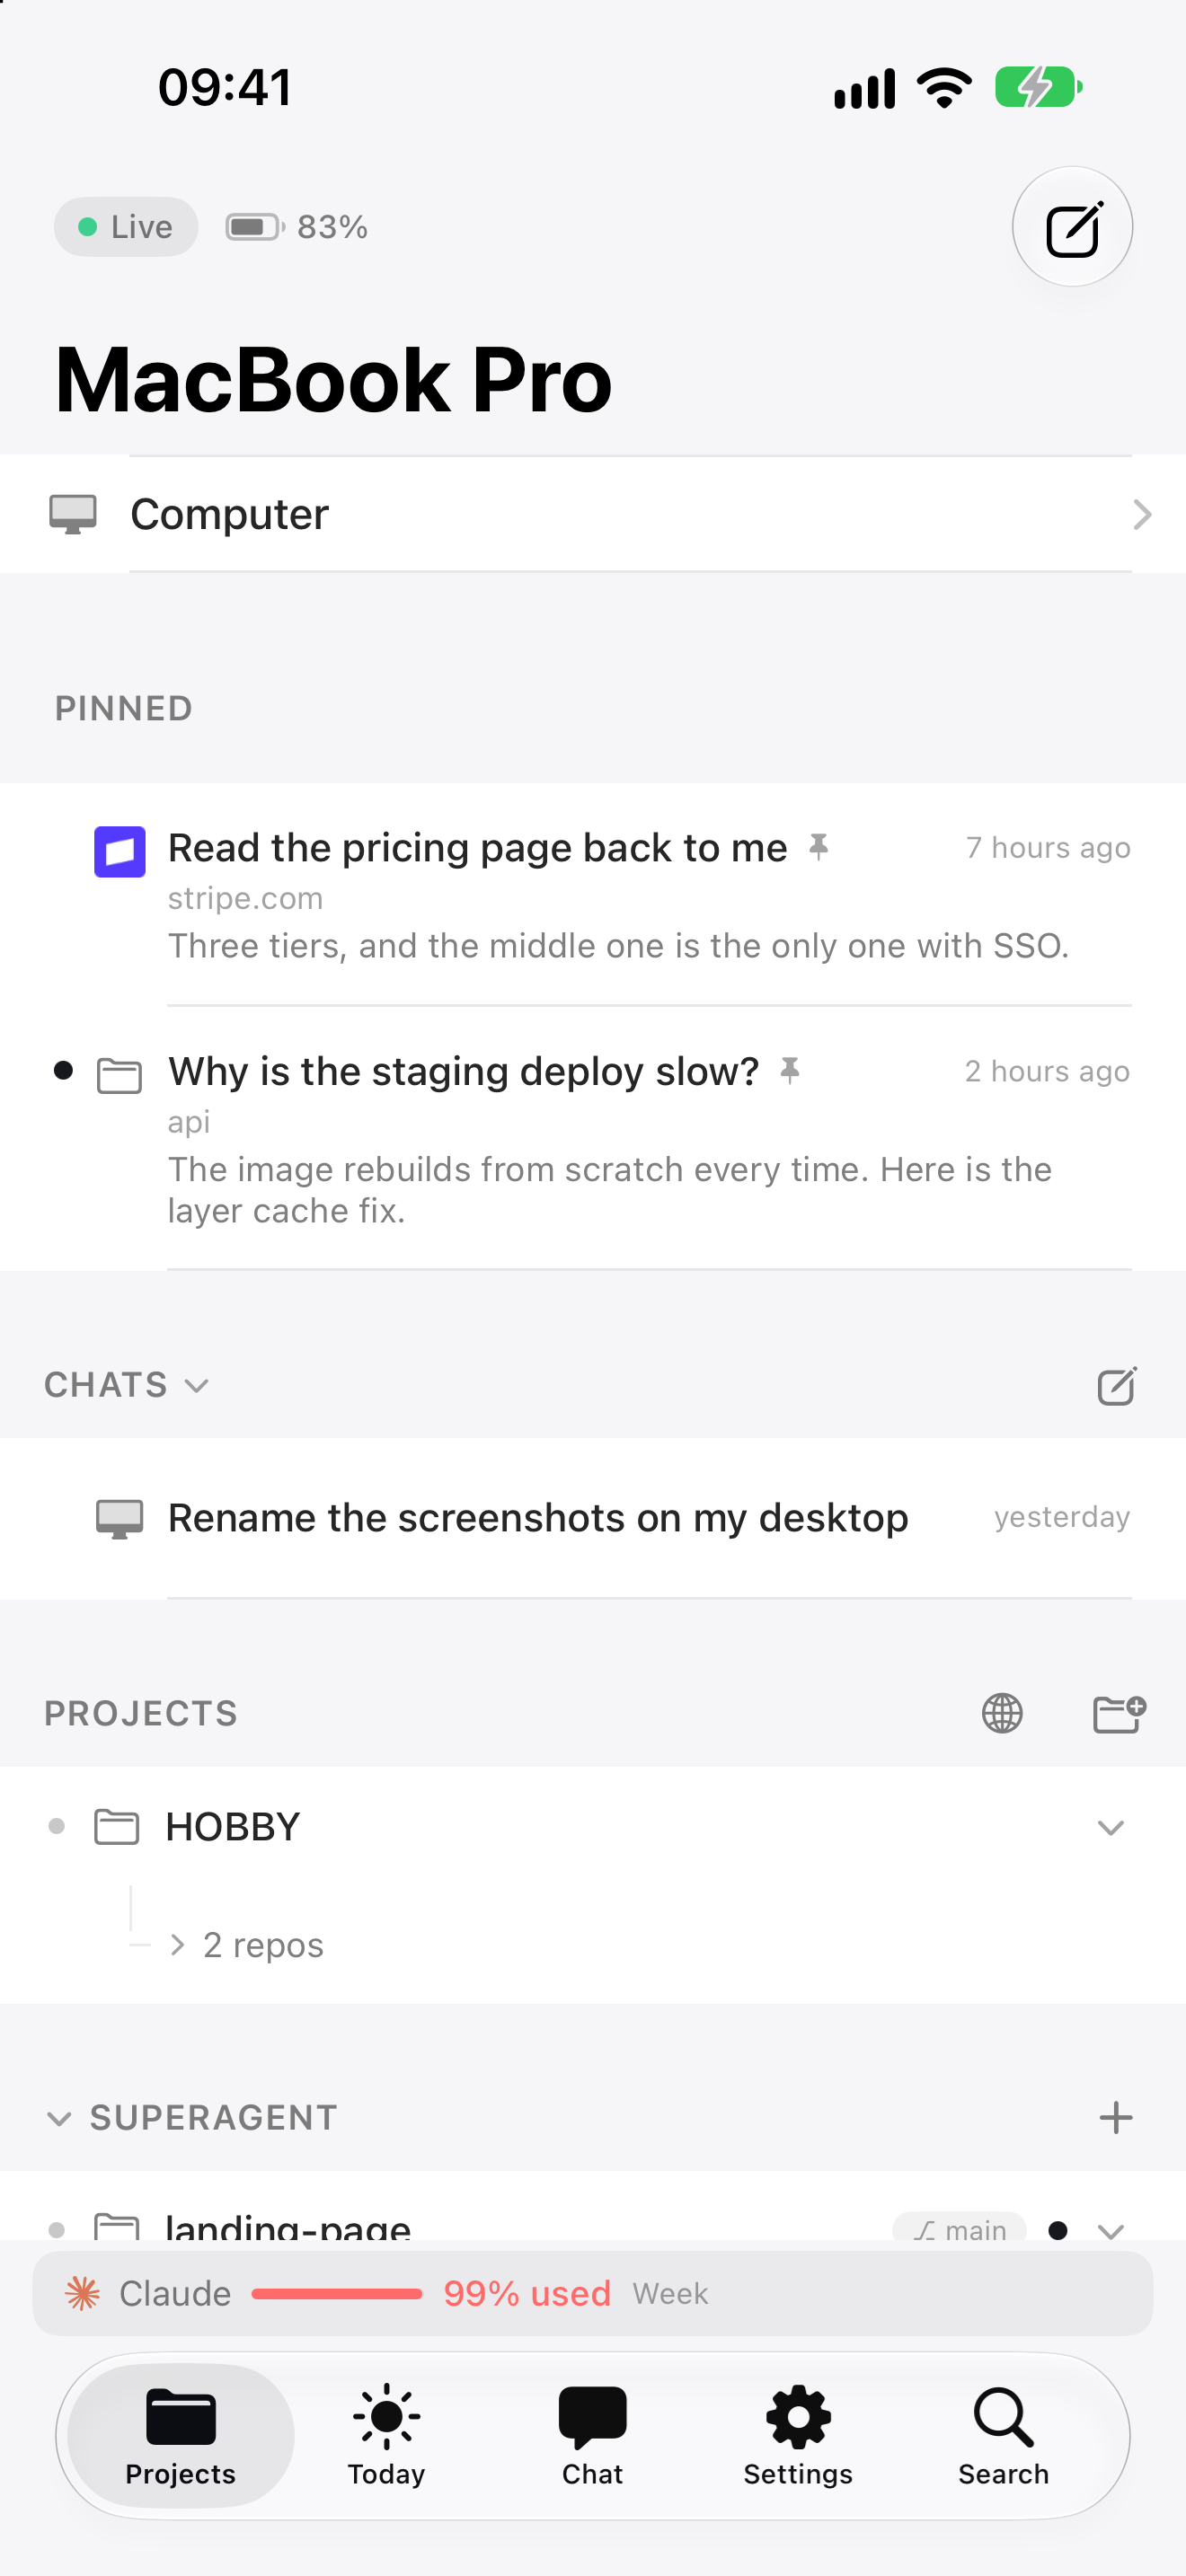 09:41
Live
83%
MacBook Pro
Computer
PINNED
Read the pricing page back to me
7 hours ago
stripe.com
Three tiers, and the middle one is the only one with SSO.
Why is the staging deploy slow?
2 hours ago
api
The image rebuilds from scratch every time. Here is the
layer cache fix.
CHATS
Rename the screenshots on my desktop
yesterday
PROJECTS
HOBBY
2 repos
SUPERAGENT
landing-page
main
Claude
99% used
Week
Projects
Today
Chat
Settings
Search